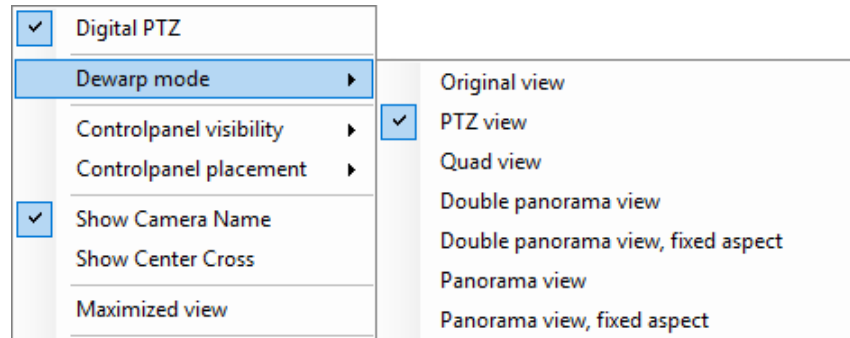 Digital PTZ
Dewarp mode
Controlpanel visibility
Controlpanel placement
Show Camera Name
Show Center Cross
Maximized view
Original view
PTZ view
Quad view
Double panorama view
Double panorama view, fixed aspect
Panorama view
Panorama view, fixed aspect